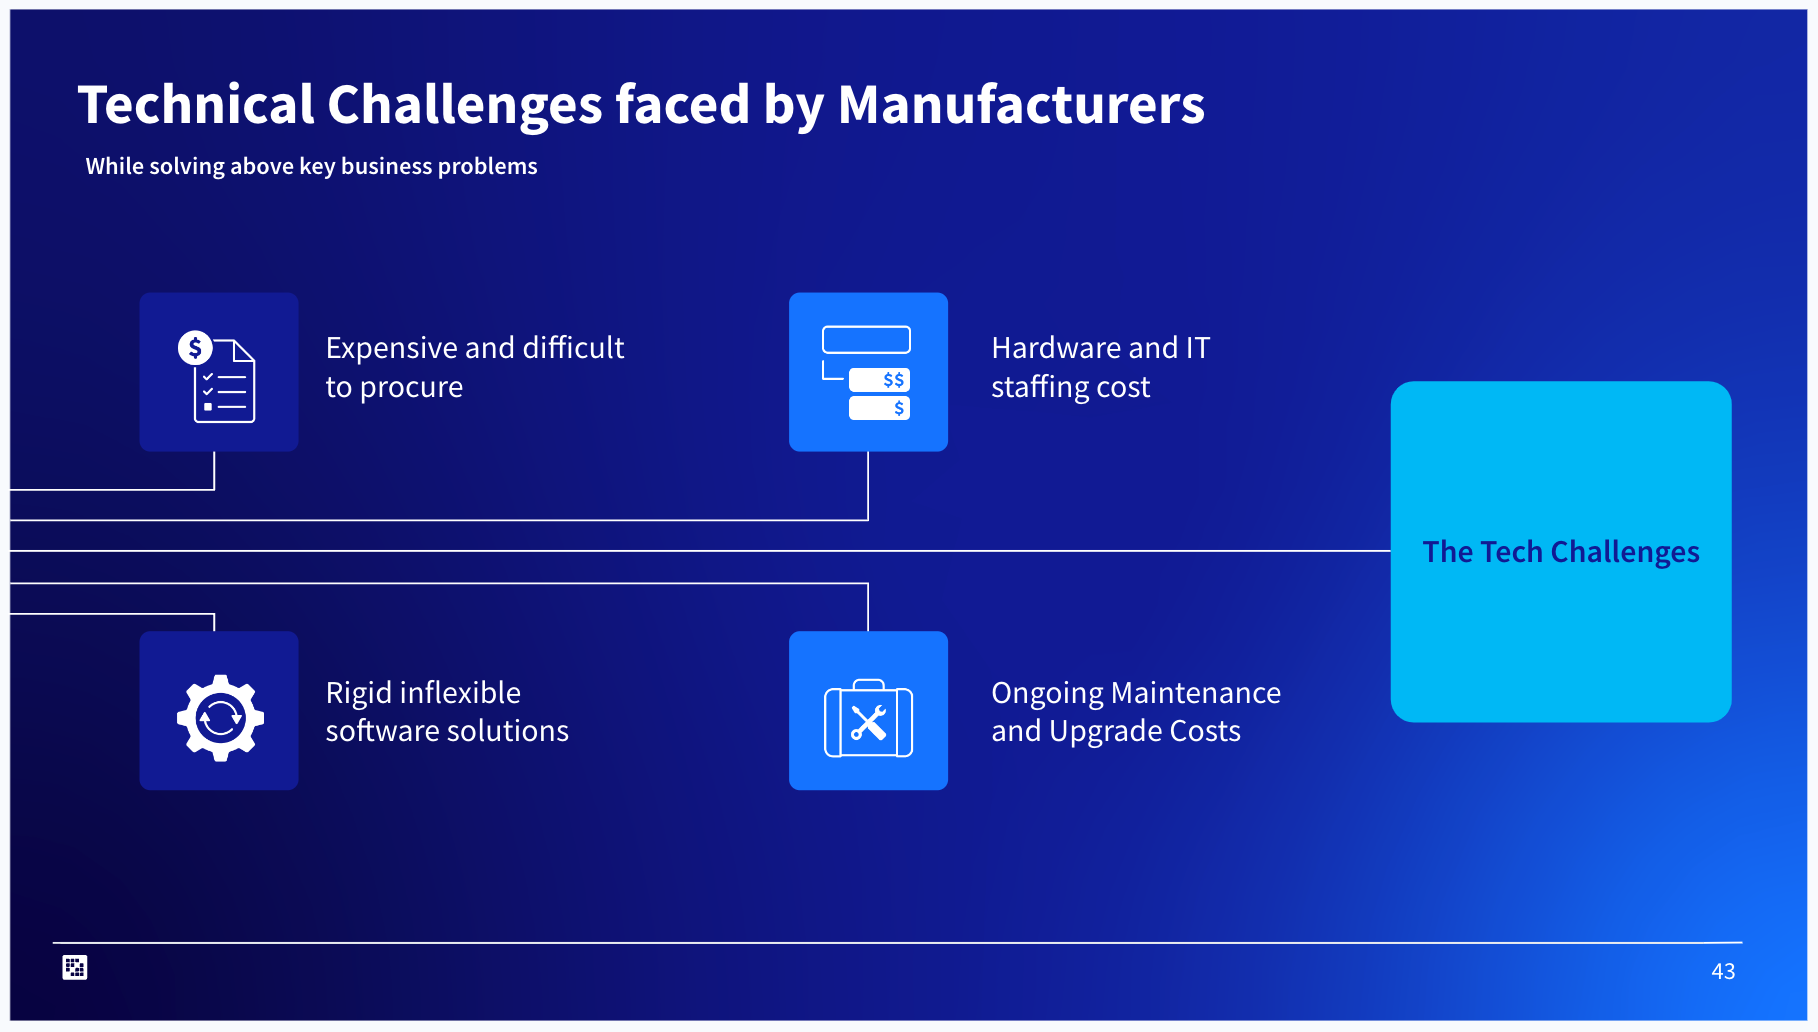 Technical Challenges faced by Manufacturers
While solving above key business problems
$
Expensive and difficult
to procure
$$
$
Hardware and IT
staffing cost
The Tech Challenges
Rigid inflexible
software solutions
Ongoing Maintenance
and Upgrade Costs
43